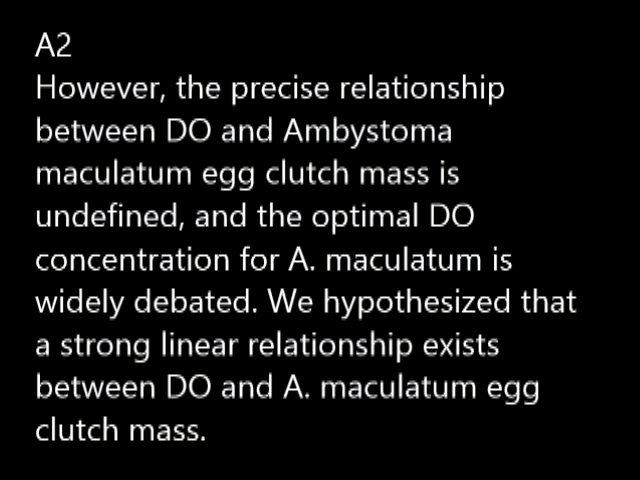 A2
However, the precise relationship
between DO and Ambystoma
maculatum egg clutch mass is
undefined, and the optimal DO
concentration for A. maculatum is
widely debated. We hypothesized that
a strong linear relationship exists
between DO and A. maculatum egg
clutch mass.